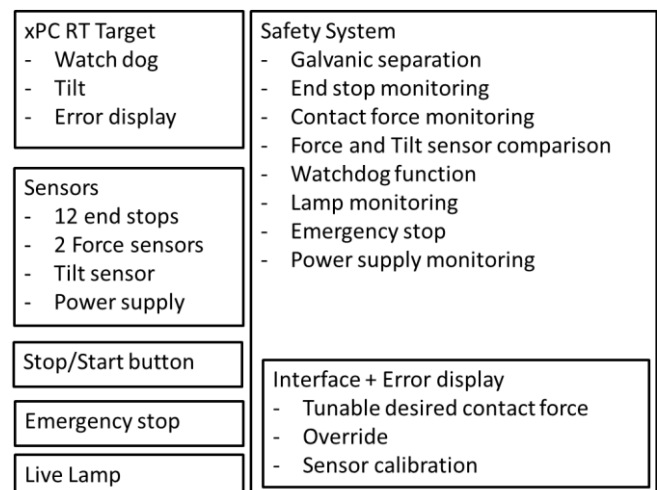 xPC RT Target
- Watch dog
- Tilt
- Error display
Sensors
- 12 end stops
- 2 Force sensors
- Tilt sensor
- Power supply
Stop/Start button
Emergency stop
Live Lamp
Safety System
- Galvanic separation
- End stop monitoring
- Contact force monitoring
- Force and Tilt sensor comparison
- Watchdog function
- Lamp monitoring
- Emergency stop
- Power supply monitoring
Interface + Error display
- Tunable desired contact force
- Override
- Sensor calibration